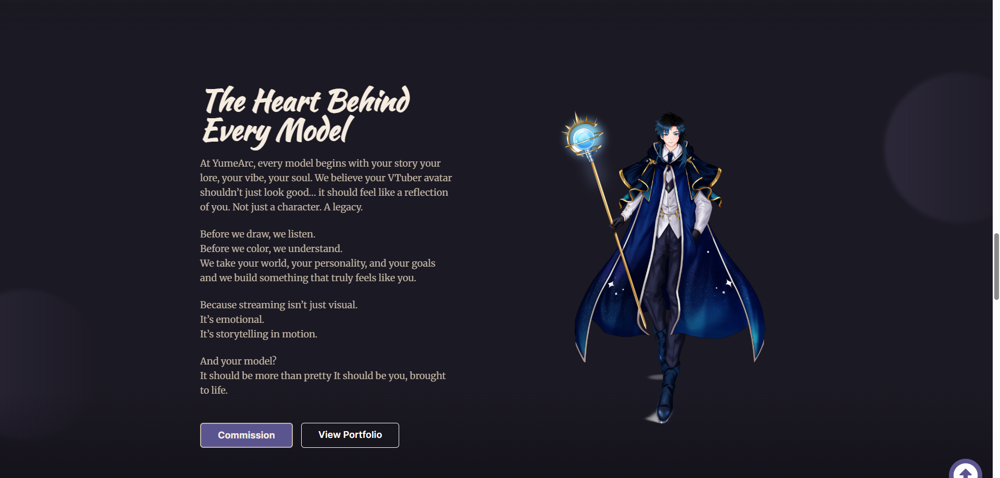 The Heart Behind
Every Model
At YumeArc, every model begins with your story your
lore, your vibe, your soul. We believe your VTuber avatar
shouldn’t just look good… it should feel like a reflection
of you. Not just a character. A legacy.
Before we draw, we listen.
Before we color, we understand.
We take your world, your personality, and your goals
and we build something that truly feels like you.
Because streaming isn’t just visual.
It’s emotional.
It’s storytelling in motion.
And your model?
It should be more than pretty It should be you, brought
to life.
Commission
View Portfolio